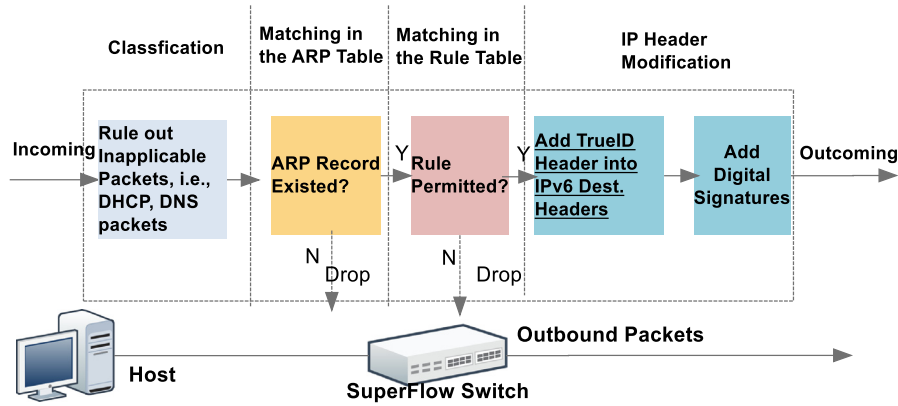 Classfication
Matching in
the ARP Table
Matching in
the Rule Table
IP Header
Modification
Incoming
Rule out
Inapplicable
Packets, i.e.,
DHCP, DNS
packets
ARP Record
Existed?
Y
Rule
Permitted?
Y
Add TrueID
Header into
IPv6 Dest.
Headers
Add
Digital
Signatures
Outcoming
N
Drop
N
Drop
Host
SuperFlow Switch
Outbound Packets